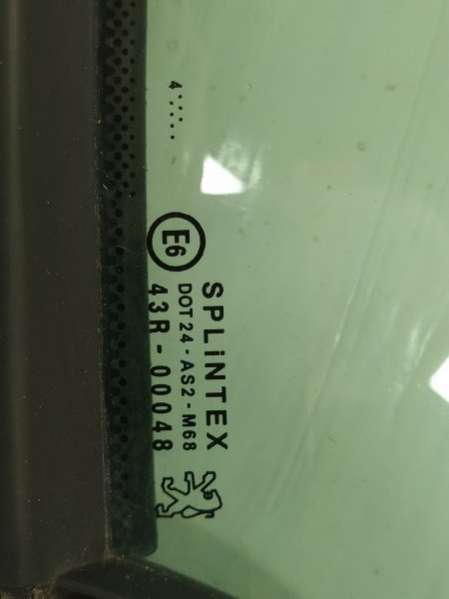 SPLiNTEX
DOT24-AS2-M68
43R-00048
E6
4